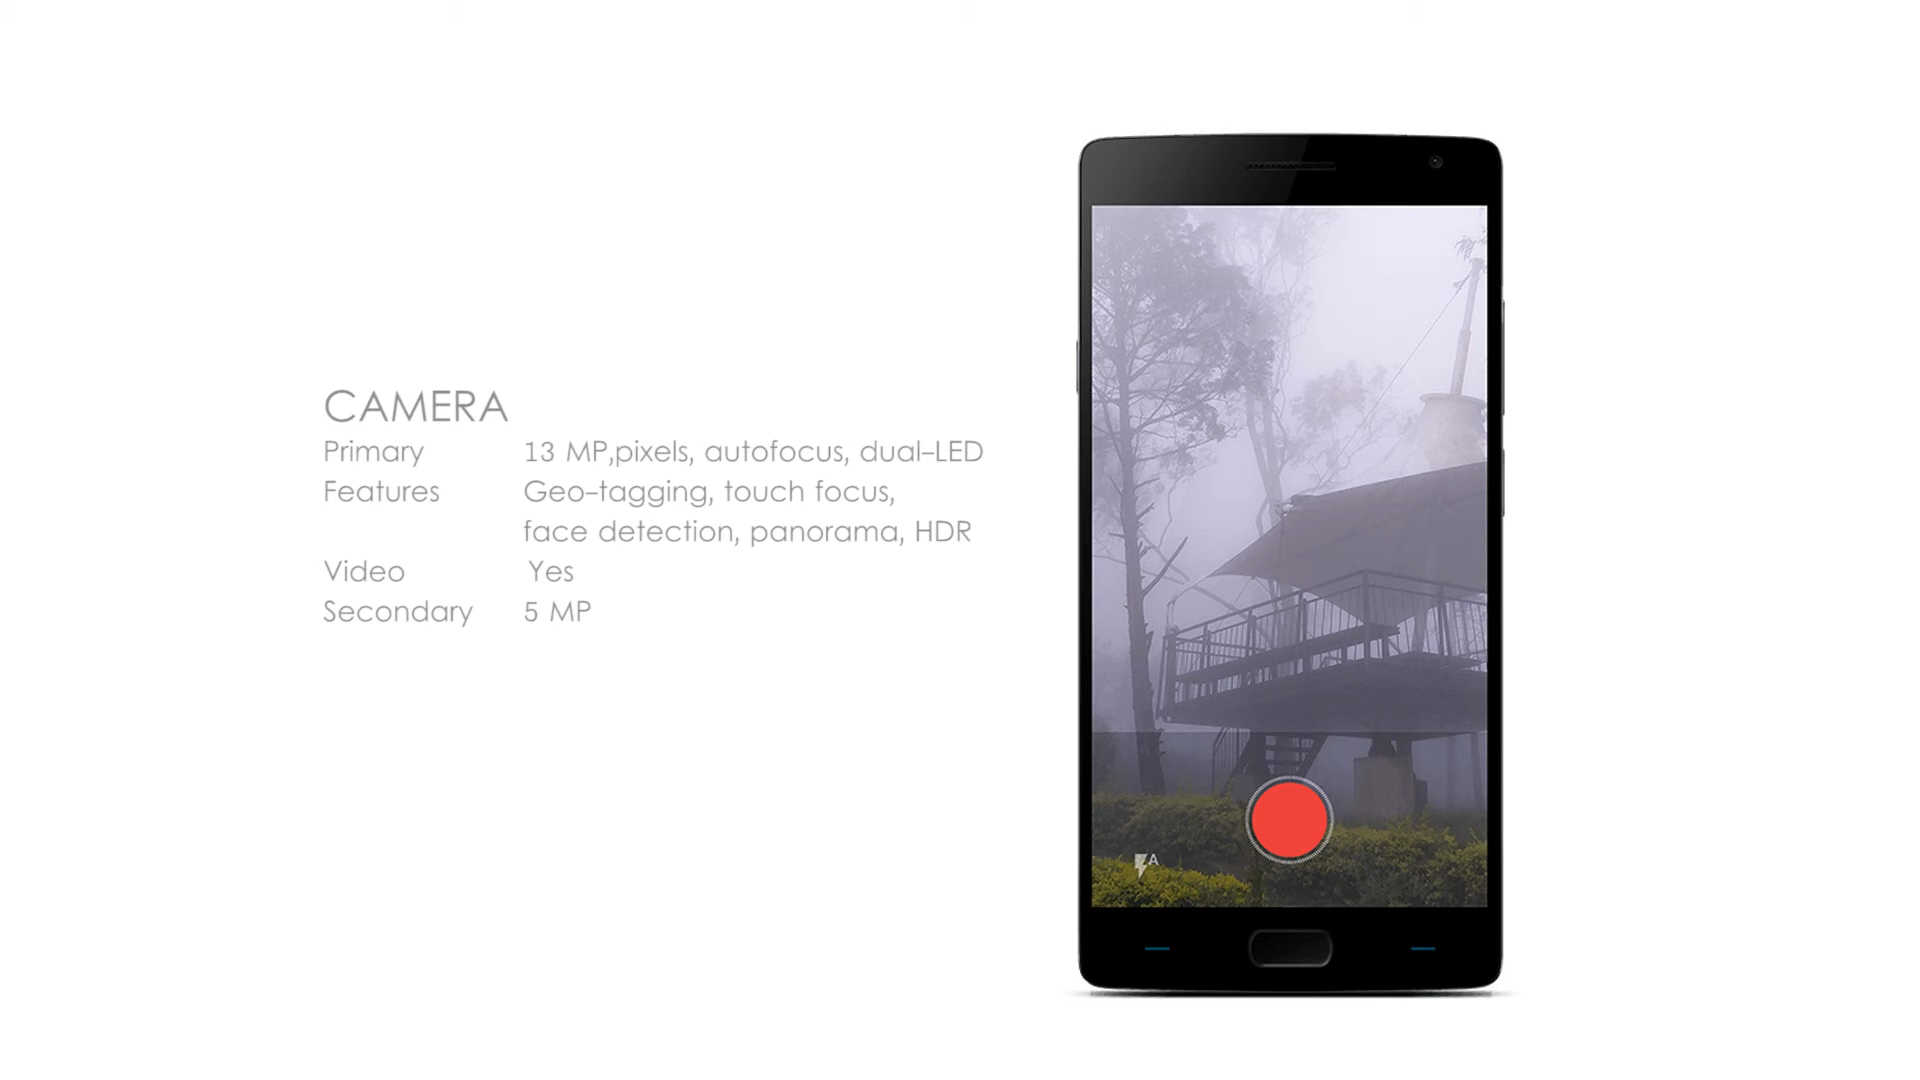 CAMERA
Primary 13 MP,pixels, autofocus, dual-LED
Features Geo-tagging, touch focus,
face detection, panorama, HDR
Video Yes
Secondary 5 MP
A